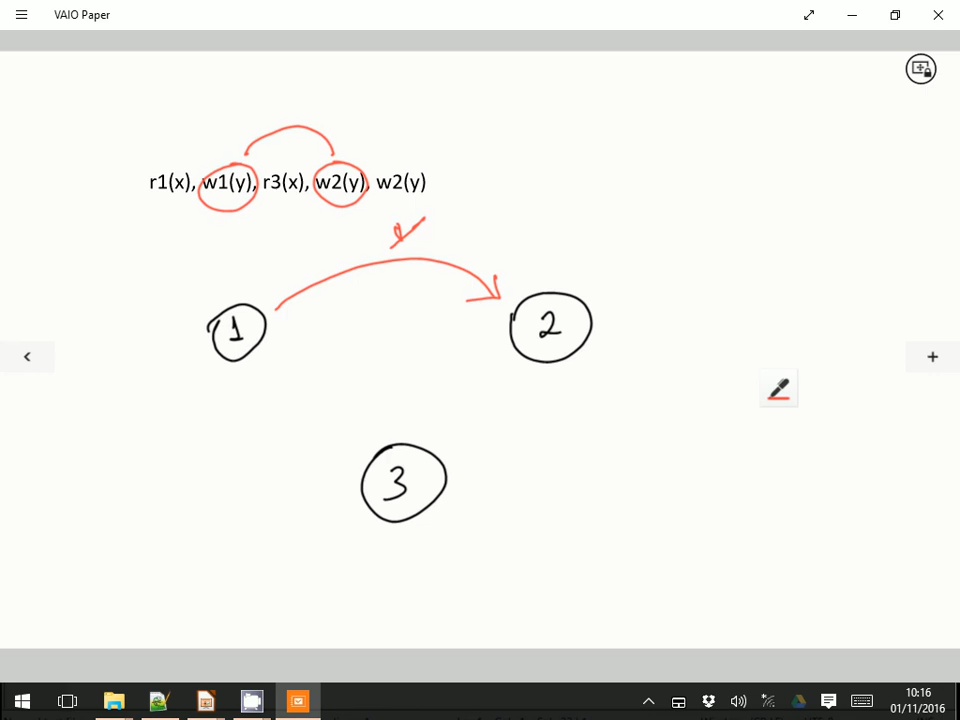 VAIO Paper
r1(x), w1(y), r3(x), w2(y), w2(y)
y
1
2
3
10:16
01/11/2016